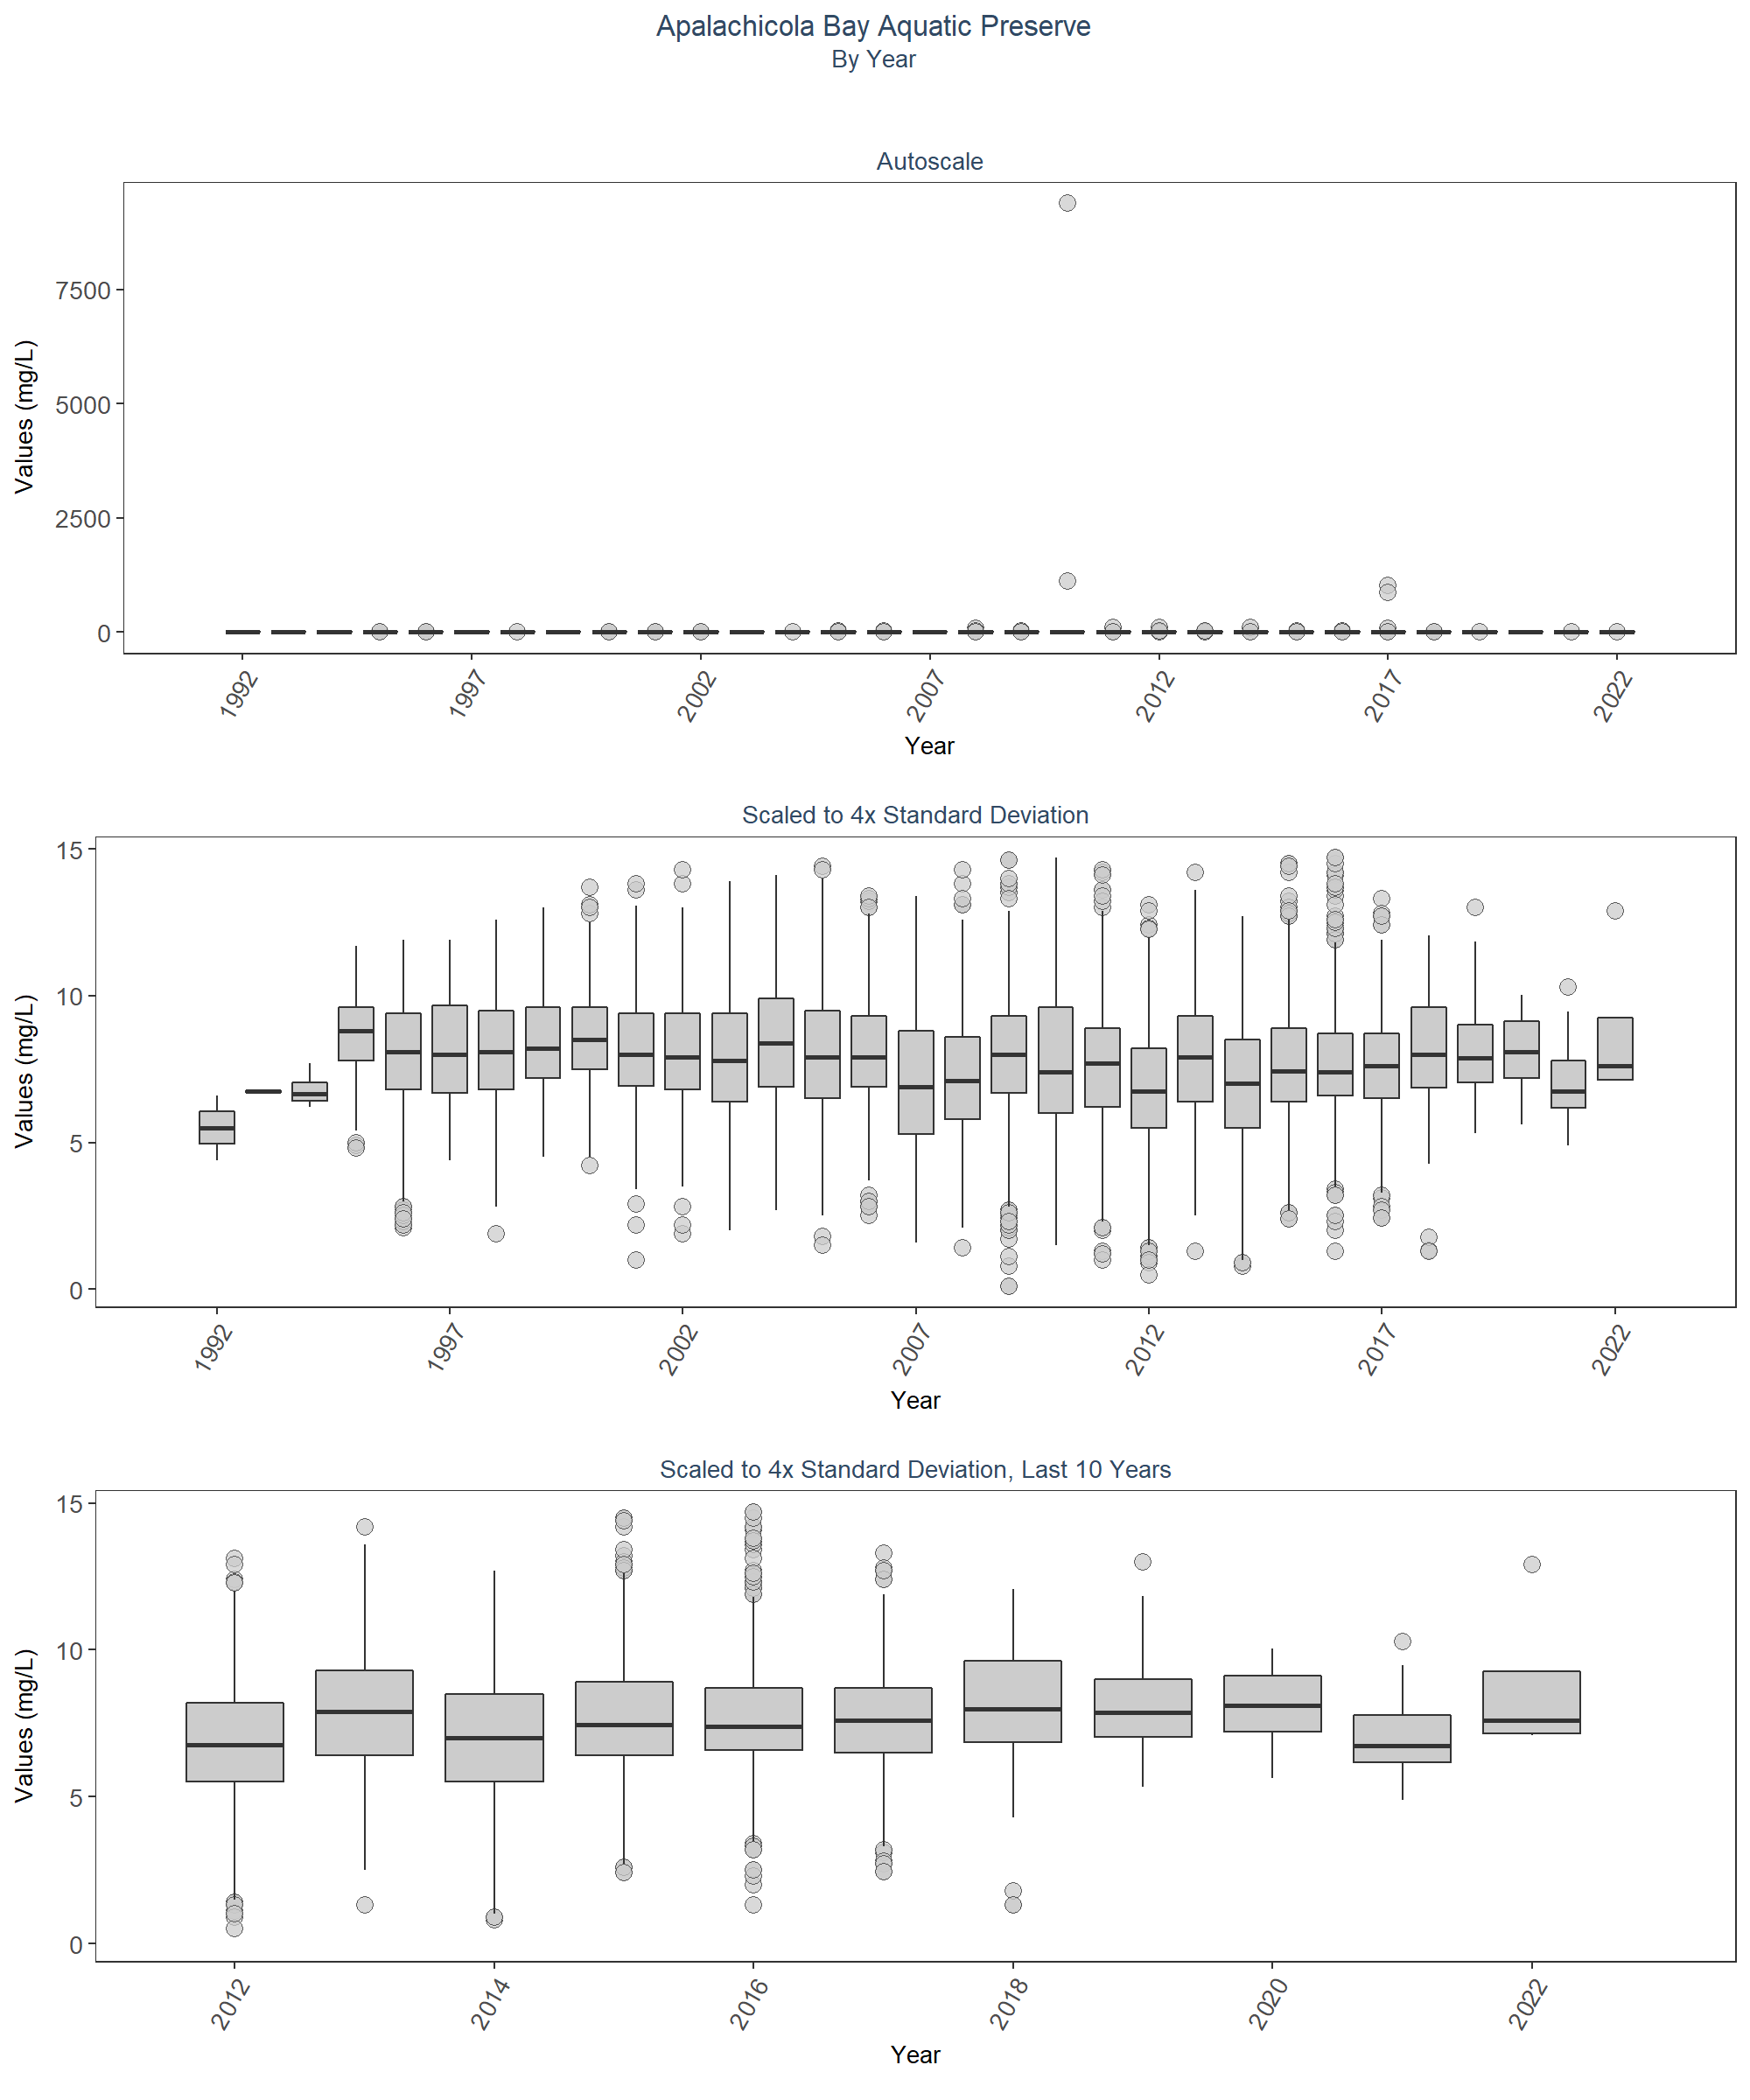 Apalachicola Bay Aquatic Preserve
By Year
Autoscale
Values (mg/L)
7500
5000
2500
0
1992
1997
2002
2007
2012
2017
2022
Year
Scaled to 4x Standard Deviation
Values (mg/L)
15
10
5
0
1992
1997
2002
2007
2012
2017
2022
Year
Scaled to 4x Standard Deviation, Last 10 Years
Values (mg/L)
15
10
5
0
2012
2014
2016
2018
2020
2022
Year